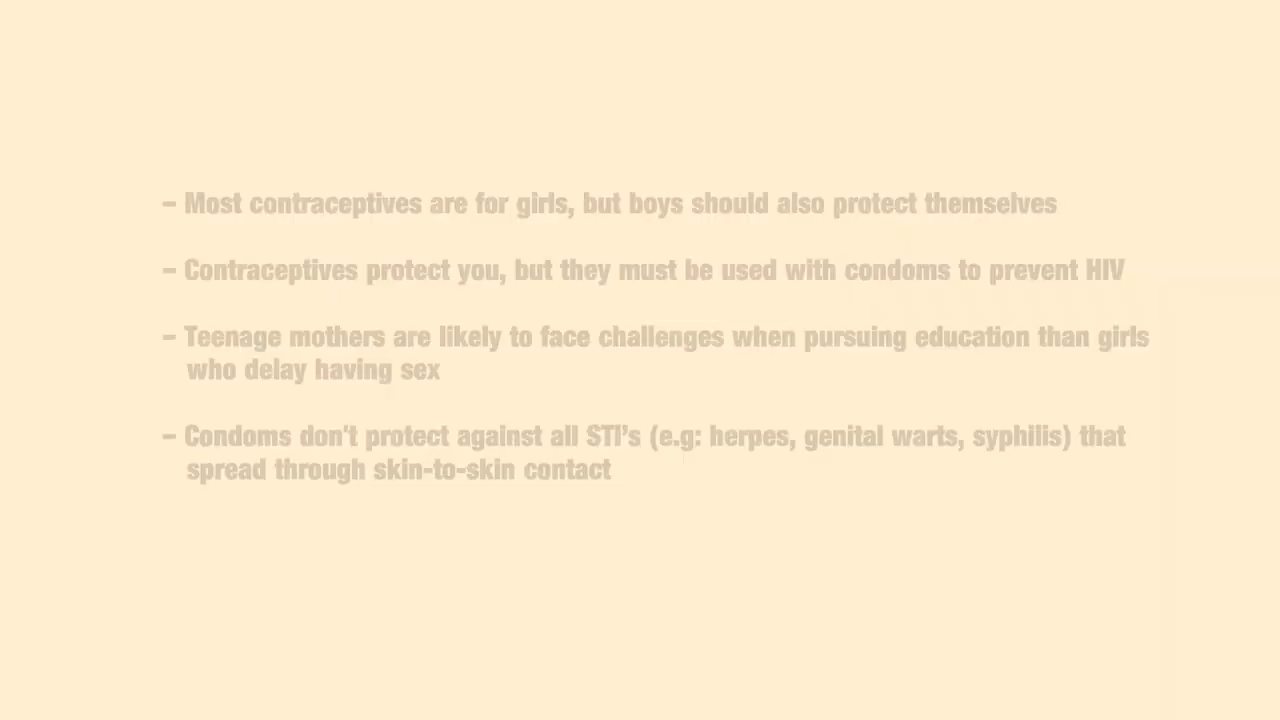 – Most contraceptives are for girls, but boys should also protect themselves
– Contraceptives protect you, but they must be used with condoms to prevent HIV
– Teenage mothers are likely to face challenges when pursuing education than girls
who delay having sex
– Condoms don't protect against all STI's (e.g: herpes, genital warts, syphilis) that
spread through skin-to-skin contact